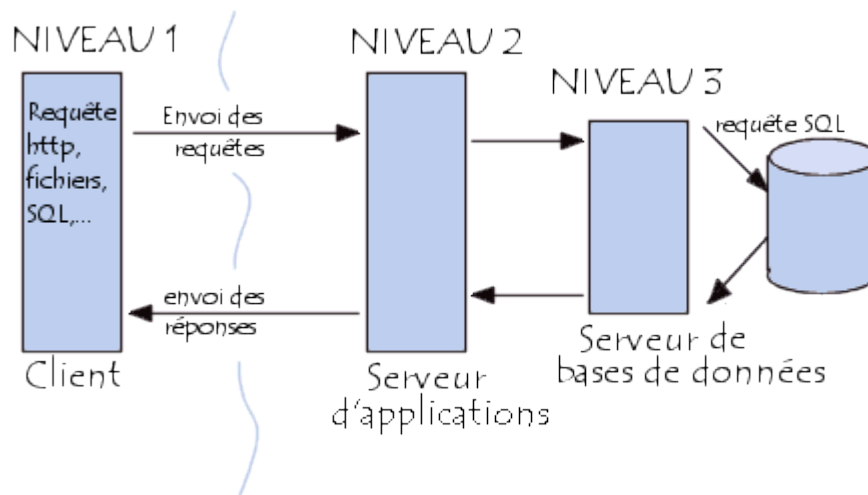 NIVEAU 1
NIVEAU 2
NIVEAU 3
Requête
http,
fichiers,
SQL,...
Envoi des
requêtes
requête SQL
envoi des
réponses
Client
Serveur
d'applications
Serveur de
bases de données